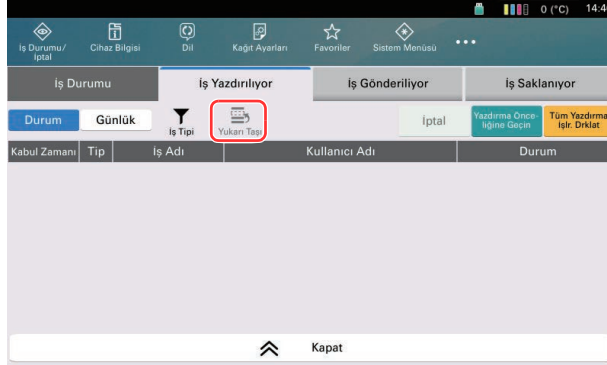 0 (°C) 14:4
İş Durumu/
İptal
Cihaz Bilgisi
Dil
Kağıt Ayarları
Favoriler
Sistem Menüsü
İş Durumu
İş Yazdırılıyor
İş Gönderiliyor
İş Saklanıyor
Durum
Günlük
İş Tipi
Yukarı Taşı
İptal
Yazdırma Önce-
liğine Geçin
Tüm Yazdırma
İşlr. Drklat
Kabul Zamanı Tip İş Adı Kullanıcı Adı Durum
Kapat